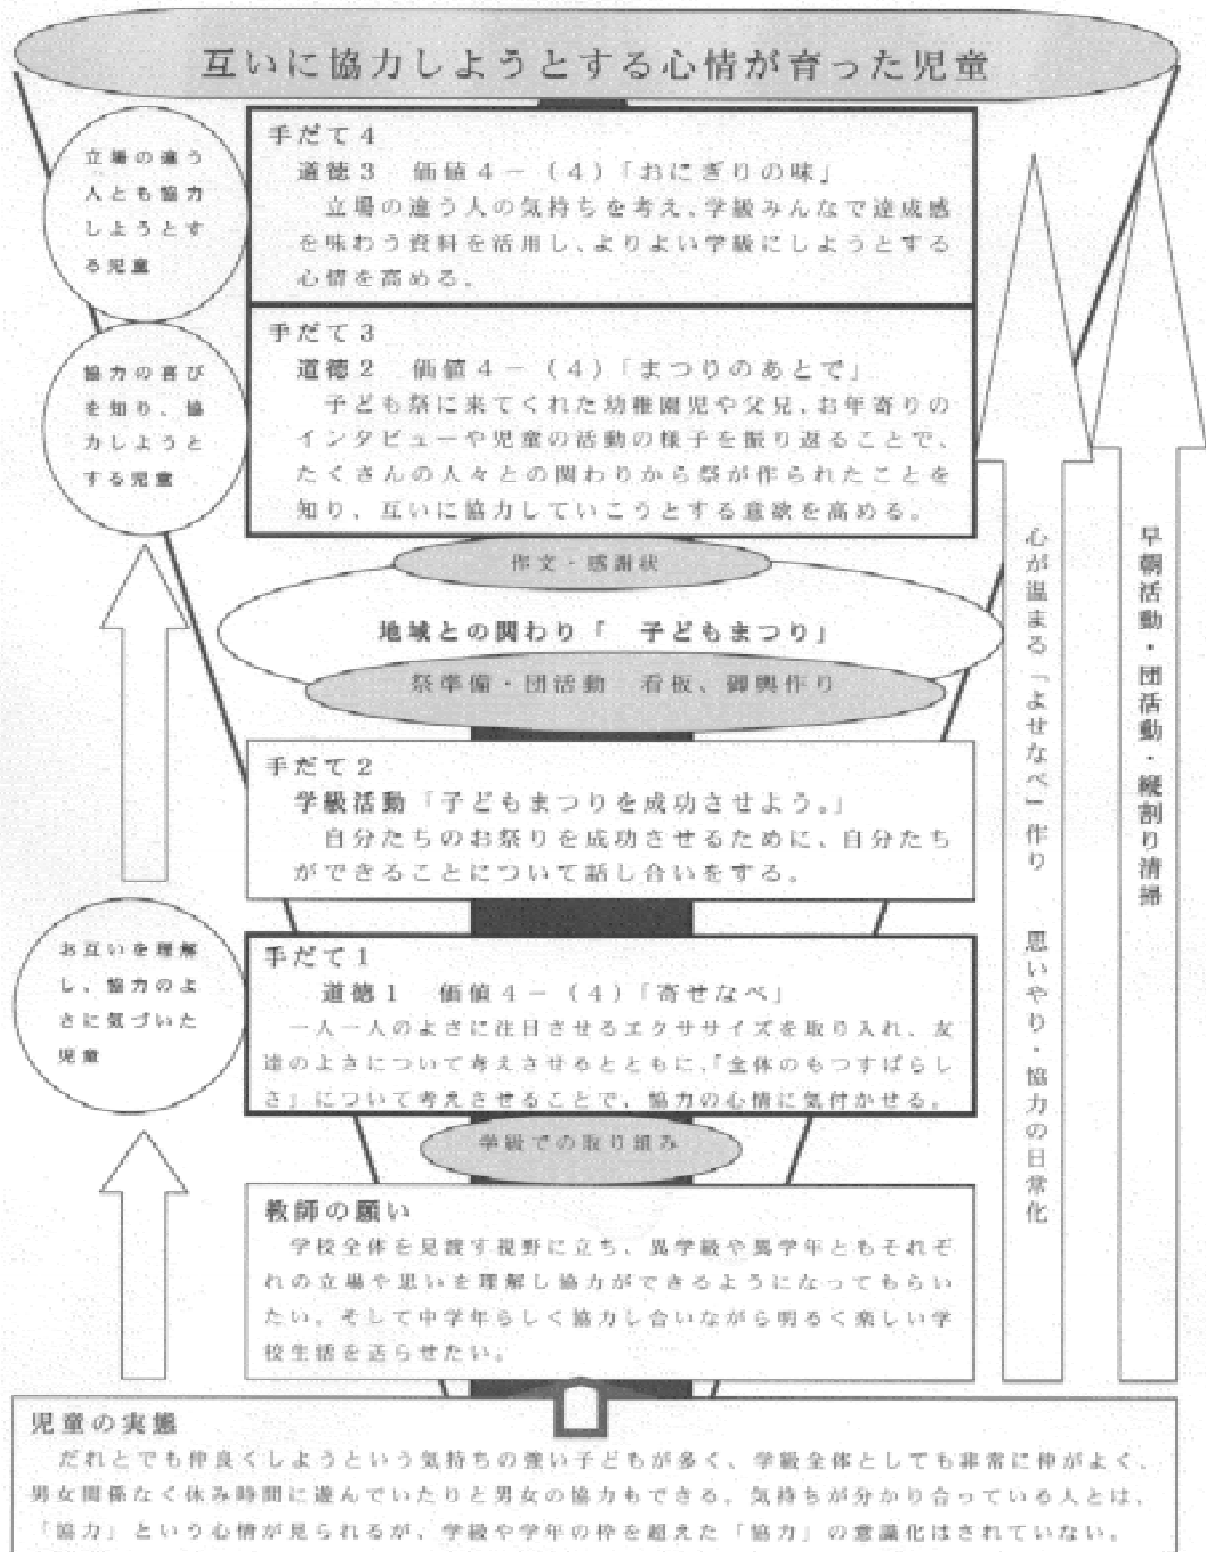 互いに協力しようとする心情が育った児童
立場の違う
人とも協力
しようとす
る児童
手だて４
道徳３　価値４－（４）「おにぎりの味」
立場の違う人の気持ちを考え、学級みんなで達成感
を味わう資料を活用し、よりよい学級にしようとする
心情を高める。
協力の喜び
を知り、協
力しようと
する児童
手だて３
道徳２　価値４－（４）「まつりのあとで」
子ども祭に来てくれた幼稚園児や父兄、お年寄りの
インタビューや児童の活動の様子を振り返ることで、
たくさんの人々との関わりから祭が作られたことを
知り、互いに協力していこうとする意欲を高める。
作文・感謝状
地域との関わり「　子どもまつり」
祭準備・団活動　看板、御輿作り
手だて２
学級活動「子どもまつりを成功させよう。」
自分たちのお祭りを成功させるために、自分たち
ができることについて話し合いをする。
お互いを理解
し、協力のよ
さに気づいた
児童
手だて１
道徳１　価値４－（４）「寄せなべ」
一人一人のよさに注目させるエクササイズを取り入れ、友
達のよさについて考えさせるとともに、「全体のもつすばらし
さ」について考えさせることで、協力の心情に気付かせる。
学級での取り組み
教師の願い
学校全体を見渡す視野に立ち、異学級や異学年ともそれぞ
れの立場や思いを理解し協力ができるようになってもらい
たい。そして中学年らしく協力し合いながら明るく楽しい学
校生活を送らせたい。
心が温まる「よせなべ」作り　思いやり・協力の日常化
早朝活動・団活動・縦割り清掃
児童の実態
だれとでも仲良くしようという気持ちの強い子どもが多く、学級全体としても非常に仲がよく、
男女関係なく休み時間に遊んでいたりと男女の協力もできる。気持ちが分かり合っている人とは、
「協力」という心情が見られるが、学級や学年の枠を超えた「協力」の意識化はされていない。